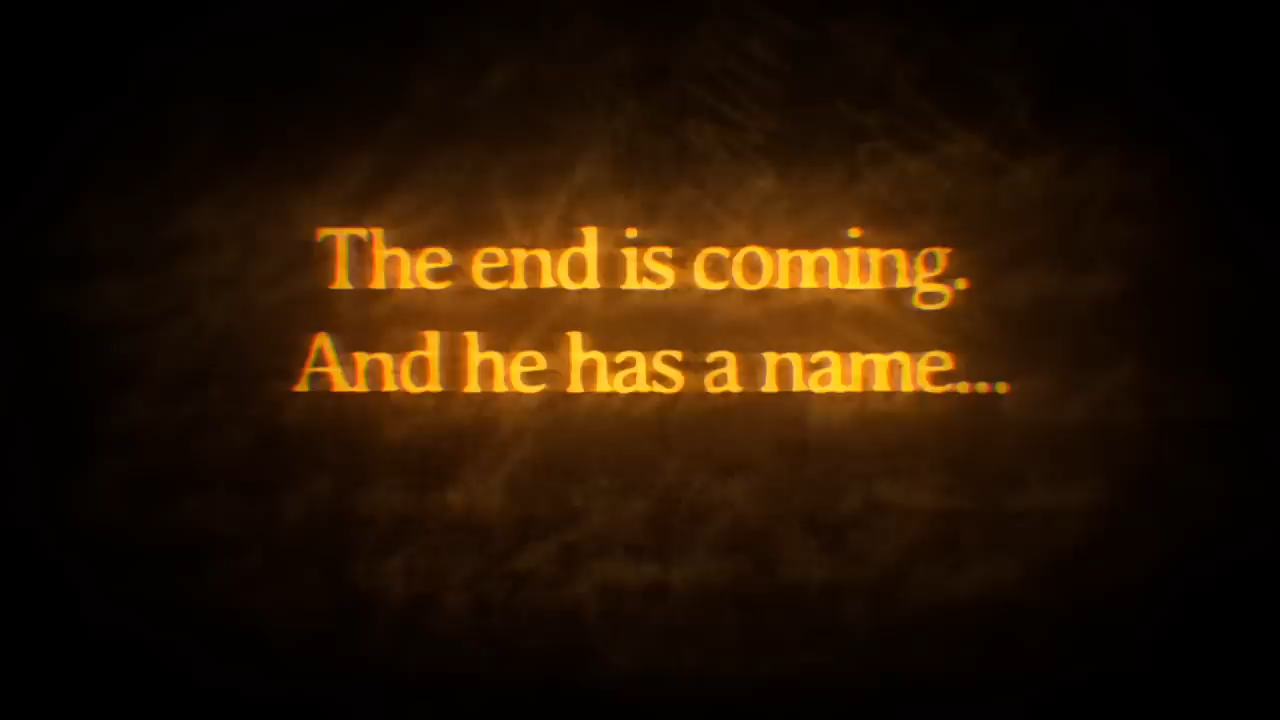 The end is coming.
And he has a name...